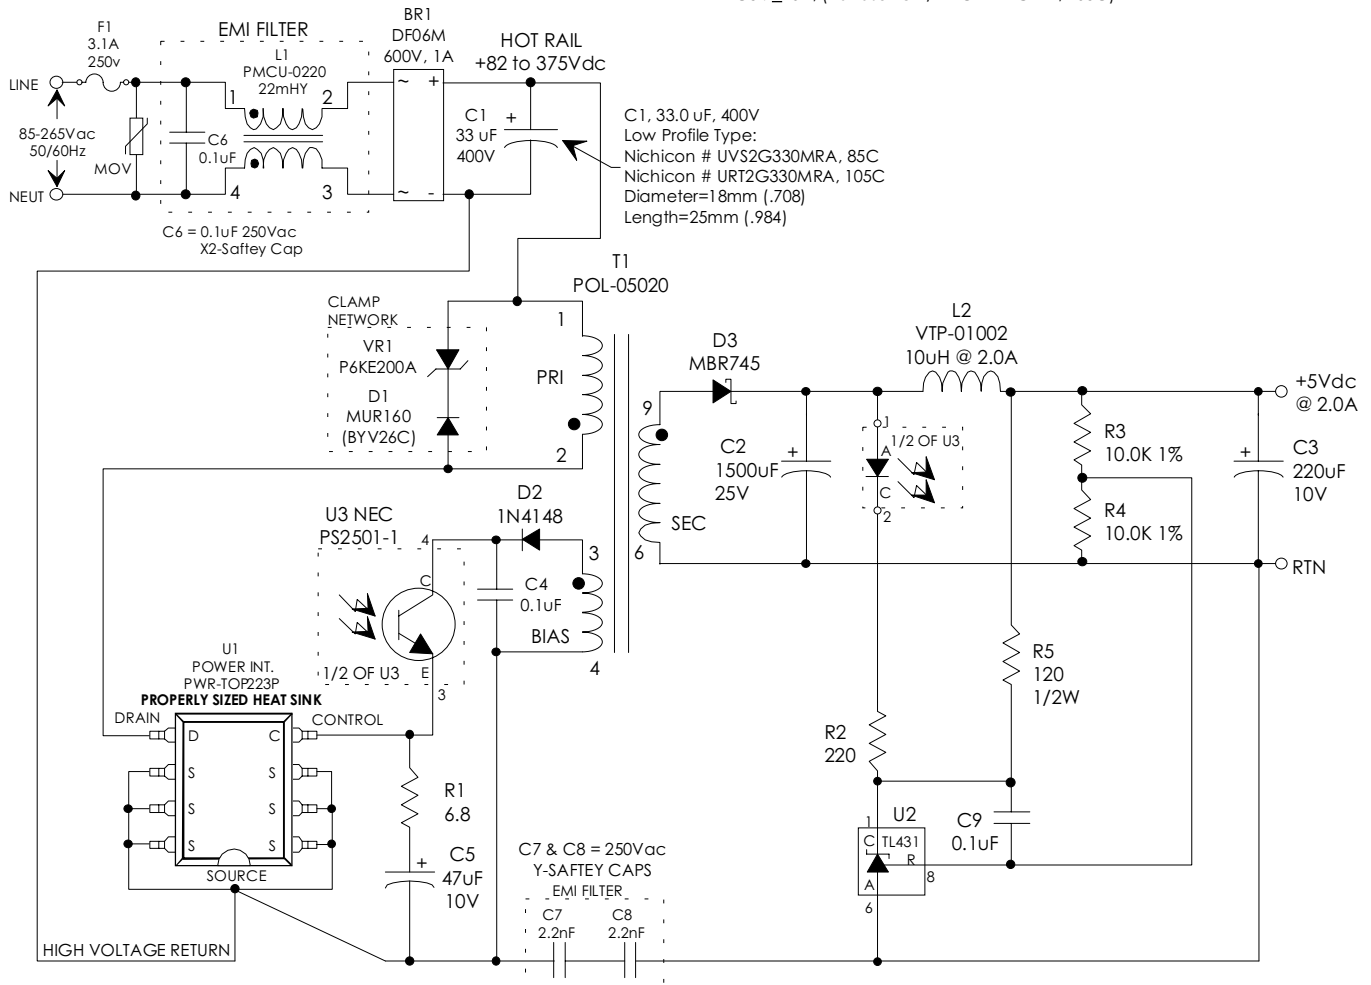 F1
3.1A
250v
EMI FILTER
L1
PMCU-0220
22mHY
BR1
DF06M
600V, 1A
HOT RAIL
+82 to 375Vdc
LINE
1
2
~
+
85-265Vac
50/60Hz
MOV
C6
0.1uF
C1
33 uF
400V
+
C1, 33.0 uF, 400V
Low Profile Type:
Nichicon # UVS2G330MRA, 85C
Nichicon # URT2G330MRA, 105C
Diameter=18mm (.708)
Length=25mm (.984)
NEUT
4
3
~
-
C6 = 0.1uF 250Vac
X2-Saftey Cap
T1
POL-05020
CLAMP
NETWORK
VR1
P6KE200A
D1
MUR160
(BYV26C)
1
PRI
2
D3
MBR745
L2
VTP-01002
10uH @ 2.0A
+5Vdc
@ 2.0A
9
SEC
6
C2
1500uF
25V
+
1
1/2 OF U3
A
C
2
R3
10.0K 1%
R4
10.0K 1%
+
C3
220uF
10V
RTN
U3 NEC
PS2501-1
4
C
E
1/2 OF U3
3
D2
1N4148
C4
0.1uF
3
BIAS
4
U1
POWER INT.
PWR-TOP223P
PROPERLY SIZED HEAT SINK
DRAIN
CONTROL
D
C
S
S
S
S
S
S
SOURCE
R1
6.8
+
C5
47uF
10V
R5
120
1/2W
R2
220
U2
1
C
TL431
R
8
A
6
C9
0.1uF
C7 & C8 = 250Vac
Y-SAFTEY CAPS
EMI FILTER
C7
2.2nF
C8
2.2nF
HIGH VOLTAGE RETURN